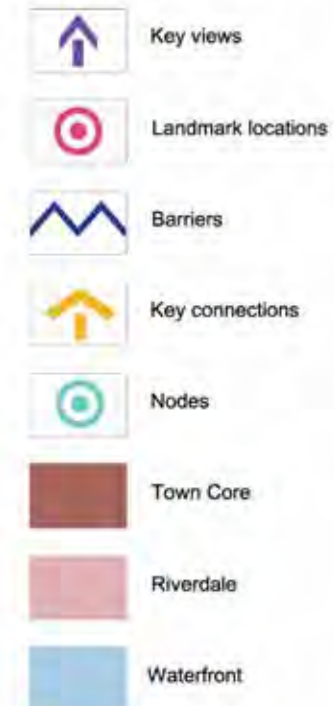 Key views
Landmark locations
Barriers
Key connections
Nodes
Town Core
Riverdale
Waterfront